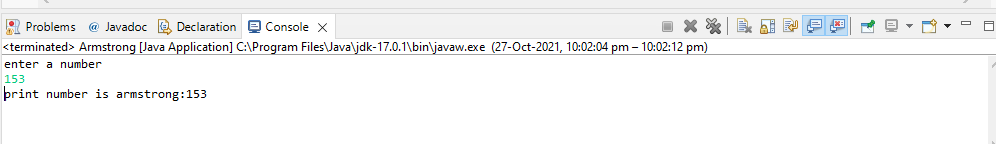 Problems @ Javadoc Declaration Console
<terminated> Armstrong [Java Application] C:\Program Files\Java\jdk-17.0.1\bin\javaw.exe (27-Oct-2021, 10:02:04 pm – 10:02:12 pm)
enter a number
153
print number is armstrong:153